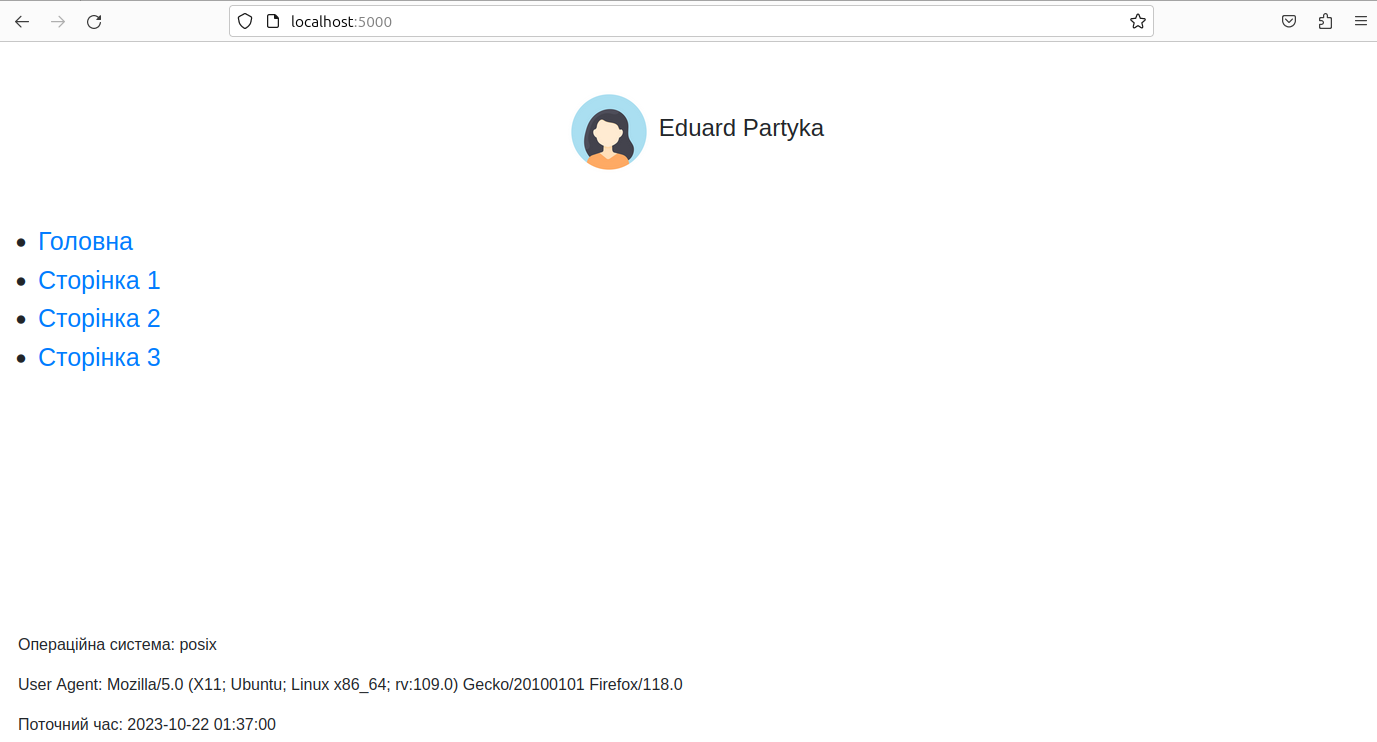 localhost:5000
Eduard Partyka
Головна
Сторінка 1
Сторінка 2
Сторінка 3
Операційна система: posix
User Agent: Mozilla/5.0 (X11; Ubuntu; Linux x86_64; rv:109.0) Gecko/20100101 Firefox/118.0
Поточний час: 2023-10-22 01:37:00